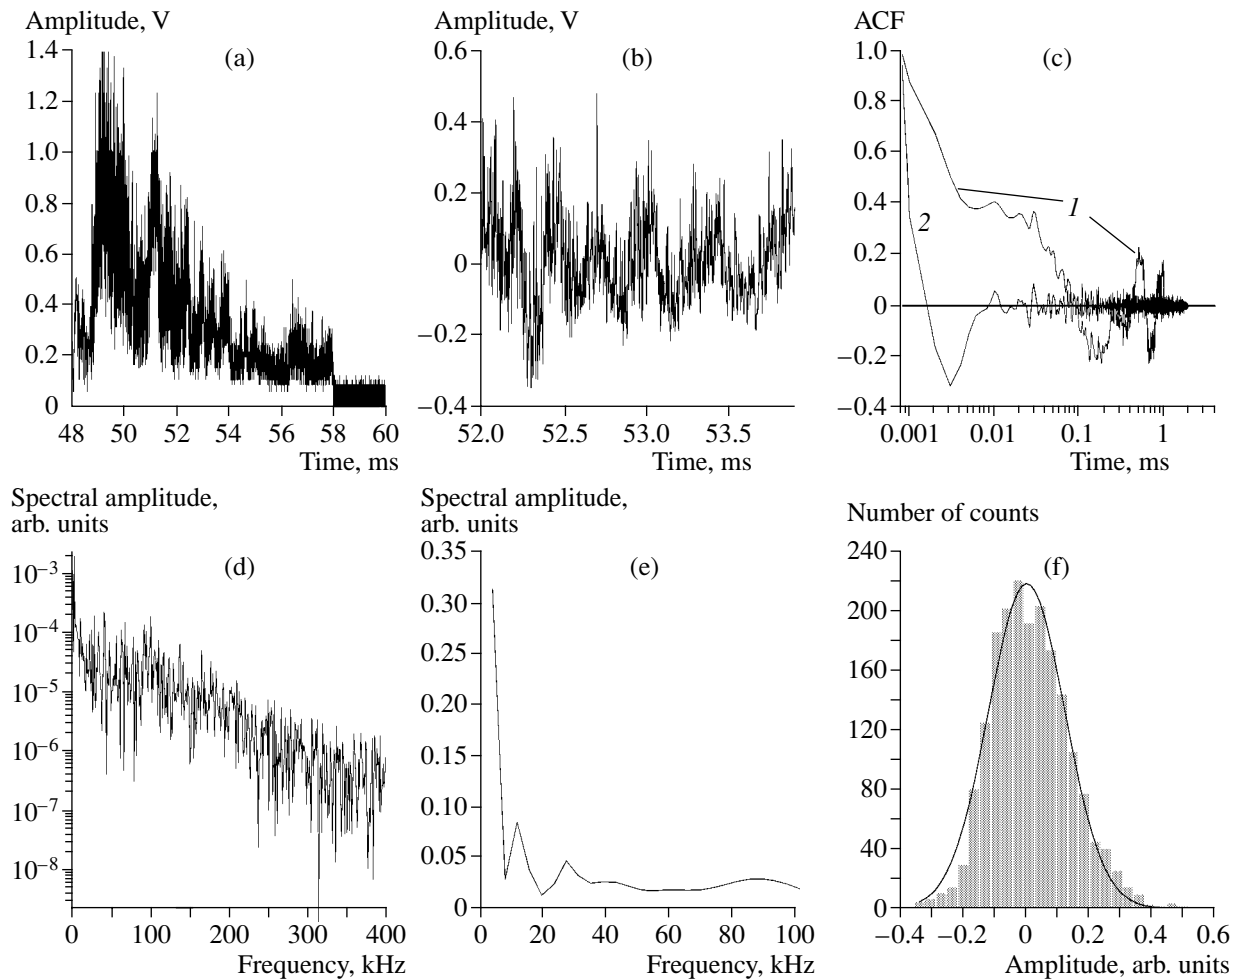 Amplitude, V
(a)
1.4
1.2
1.0
0.8
0.6
0.4
0.2
0
48 50 52 54 56 58 60
Time, ms
Amplitude, V
(b)
0.6
0.4
0.2
0
−0.2
−0.4
52.0 52.5 53.0 53.5
Time, ms
ACF
(c)
1.0
0.8
0.6
0.4
0.2
0
−0.2
−0.4
1
2
0.001 0.01 0.1 1
Time, ms
Spectral amplitude,
arb. units
(d)
10−3
10−4
10−5
10−6
10−7
10−8
0 100 200 300 400
Frequency, kHz
Spectral amplitude,
arb. units
(e)
0.35
0.30
0.25
0.20
0.15
0.10
0.05
0
0 20 40 60 80 100
Frequency, kHz
Number of counts
(f)
240
200
160
120
80
40
0
−0.4 −0.2 0 0.2 0.4 0.6
Amplitude, arb. units